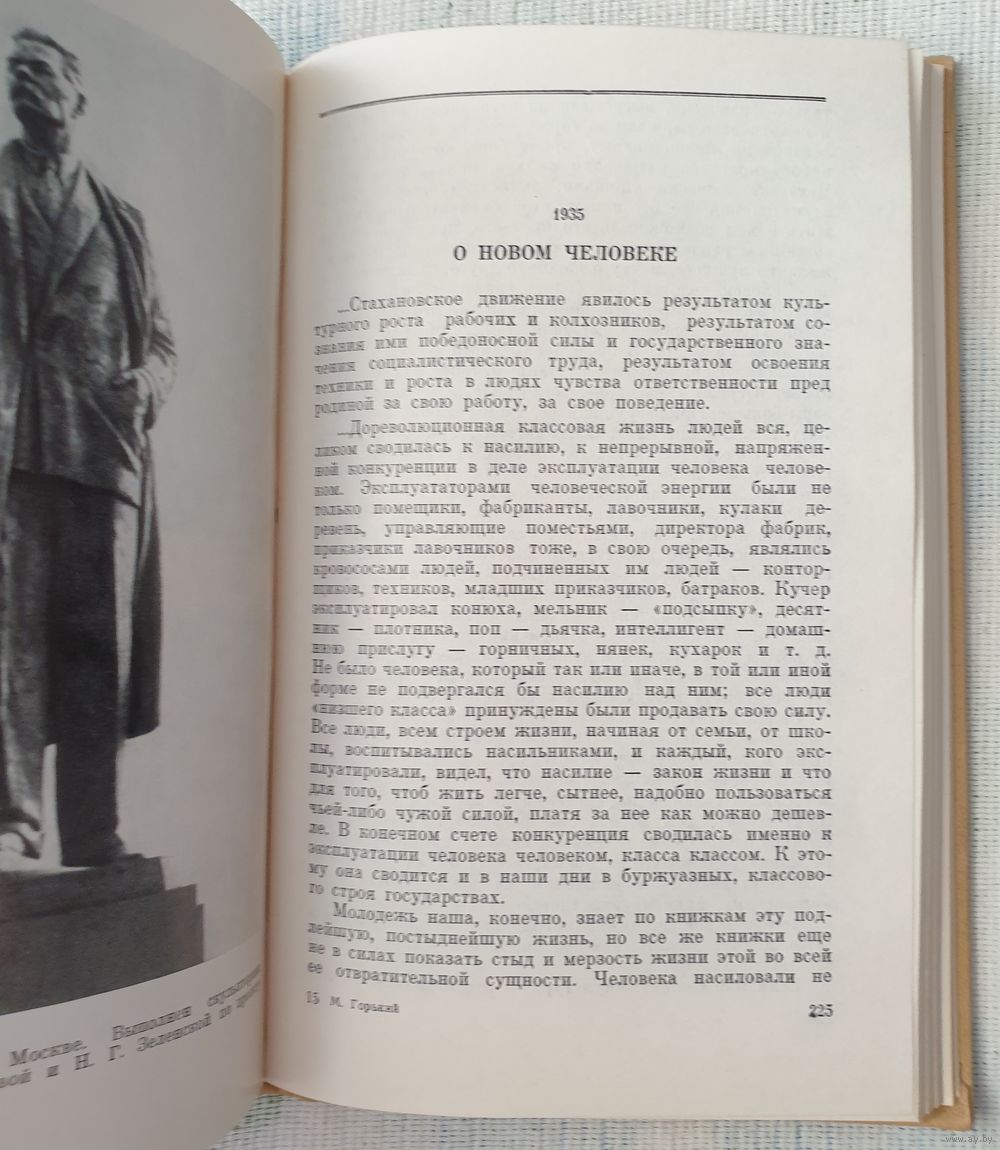 Москве. Выполнен скульпторами
вой и Н. Г. Зеленской по проекту
1935
О НОВОМ ЧЕЛОВЕКЕ
...Стахановское движение явилось результатом куль-
турного роста рабочих и колхозников, результатом со-
знания ими победоносной силы и государственного зна-
чения социалистического труда, результатом освоения
техники и роста в людях чувства ответственности пред
родиной за свою работу, за свое поведение.
...Дореволюционная классовая жизнь людей вся, це-
ликом сводилась к насилию, к непрерывной, напряжен-
ной конкуренции в деле эксплуатации человека челове-
ком. Эксплуататорами человеческой энергии были не
только помещики, фабриканты, лавочники, кулаки де-
ревень, управляющие поместьями, директора фабрик,
приказчики лавочников тоже, в свою очередь, являлись
кровососами людей, подчиненных им людей — контор-
щиков, техников, младших приказчиков, батраков. Кучер
эксплуатировал конюха, мельник — «подсыпку», десят-
ник — плотника, поп — дьячка, интеллигент — домаш-
нюю прислугу — горничных, нянек, кухарок и т. д.
Не было человека, который так или иначе, в той или иной
форме не подвергался бы насилию над ним; все люди
«низшего класса» принуждены были продавать свою силу.
Все люди, всем строем жизни, начиная от семьи, от шко-
лы, воспитывались насильниками, и каждый, кого экс-
плуатировали, видел, что насилие — закон жизни и что
для того, чтоб жить легче, сытнее, надобно пользоваться
чьей-либо чужой силой, платя за нее как можно дешев-
ле. В конечном счете конкуренция сводилась именно к
эксплуатации человека человеком, класса классом. К это-
му она сводится и в наши дни в буржуазных, классово-
го строя государствах.
Молодежь наша, конечно, знает по книжкам эту под-
лейшую, постыднейшую жизнь, но все же книжки еще
не в силах показать стыд и мерзость жизни этой во всей
ее отвратительной сущности. Человека насиловали не
15 М. Горький
225
www.ay.by